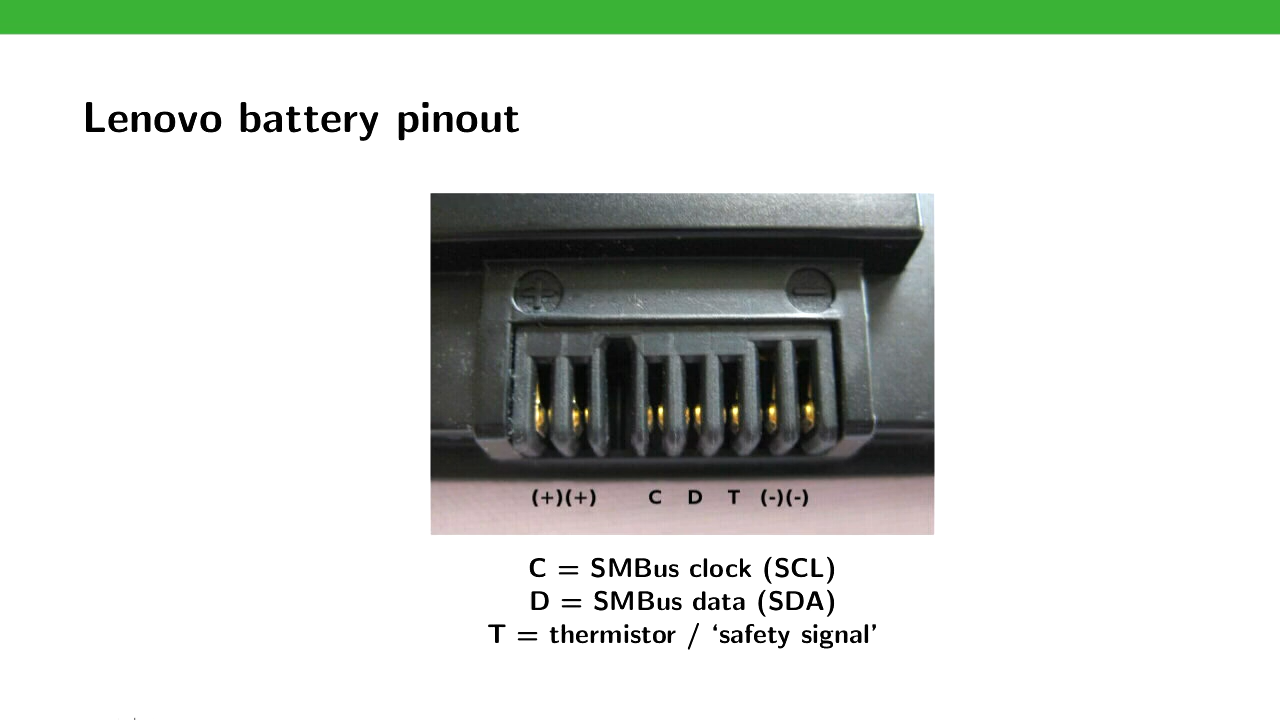 Lenovo battery pinout
(+)(+) C D T (-)(-)
C = SMBus clock (SCL)
D = SMBus data (SDA)
T = thermistor / ‘safety signal’